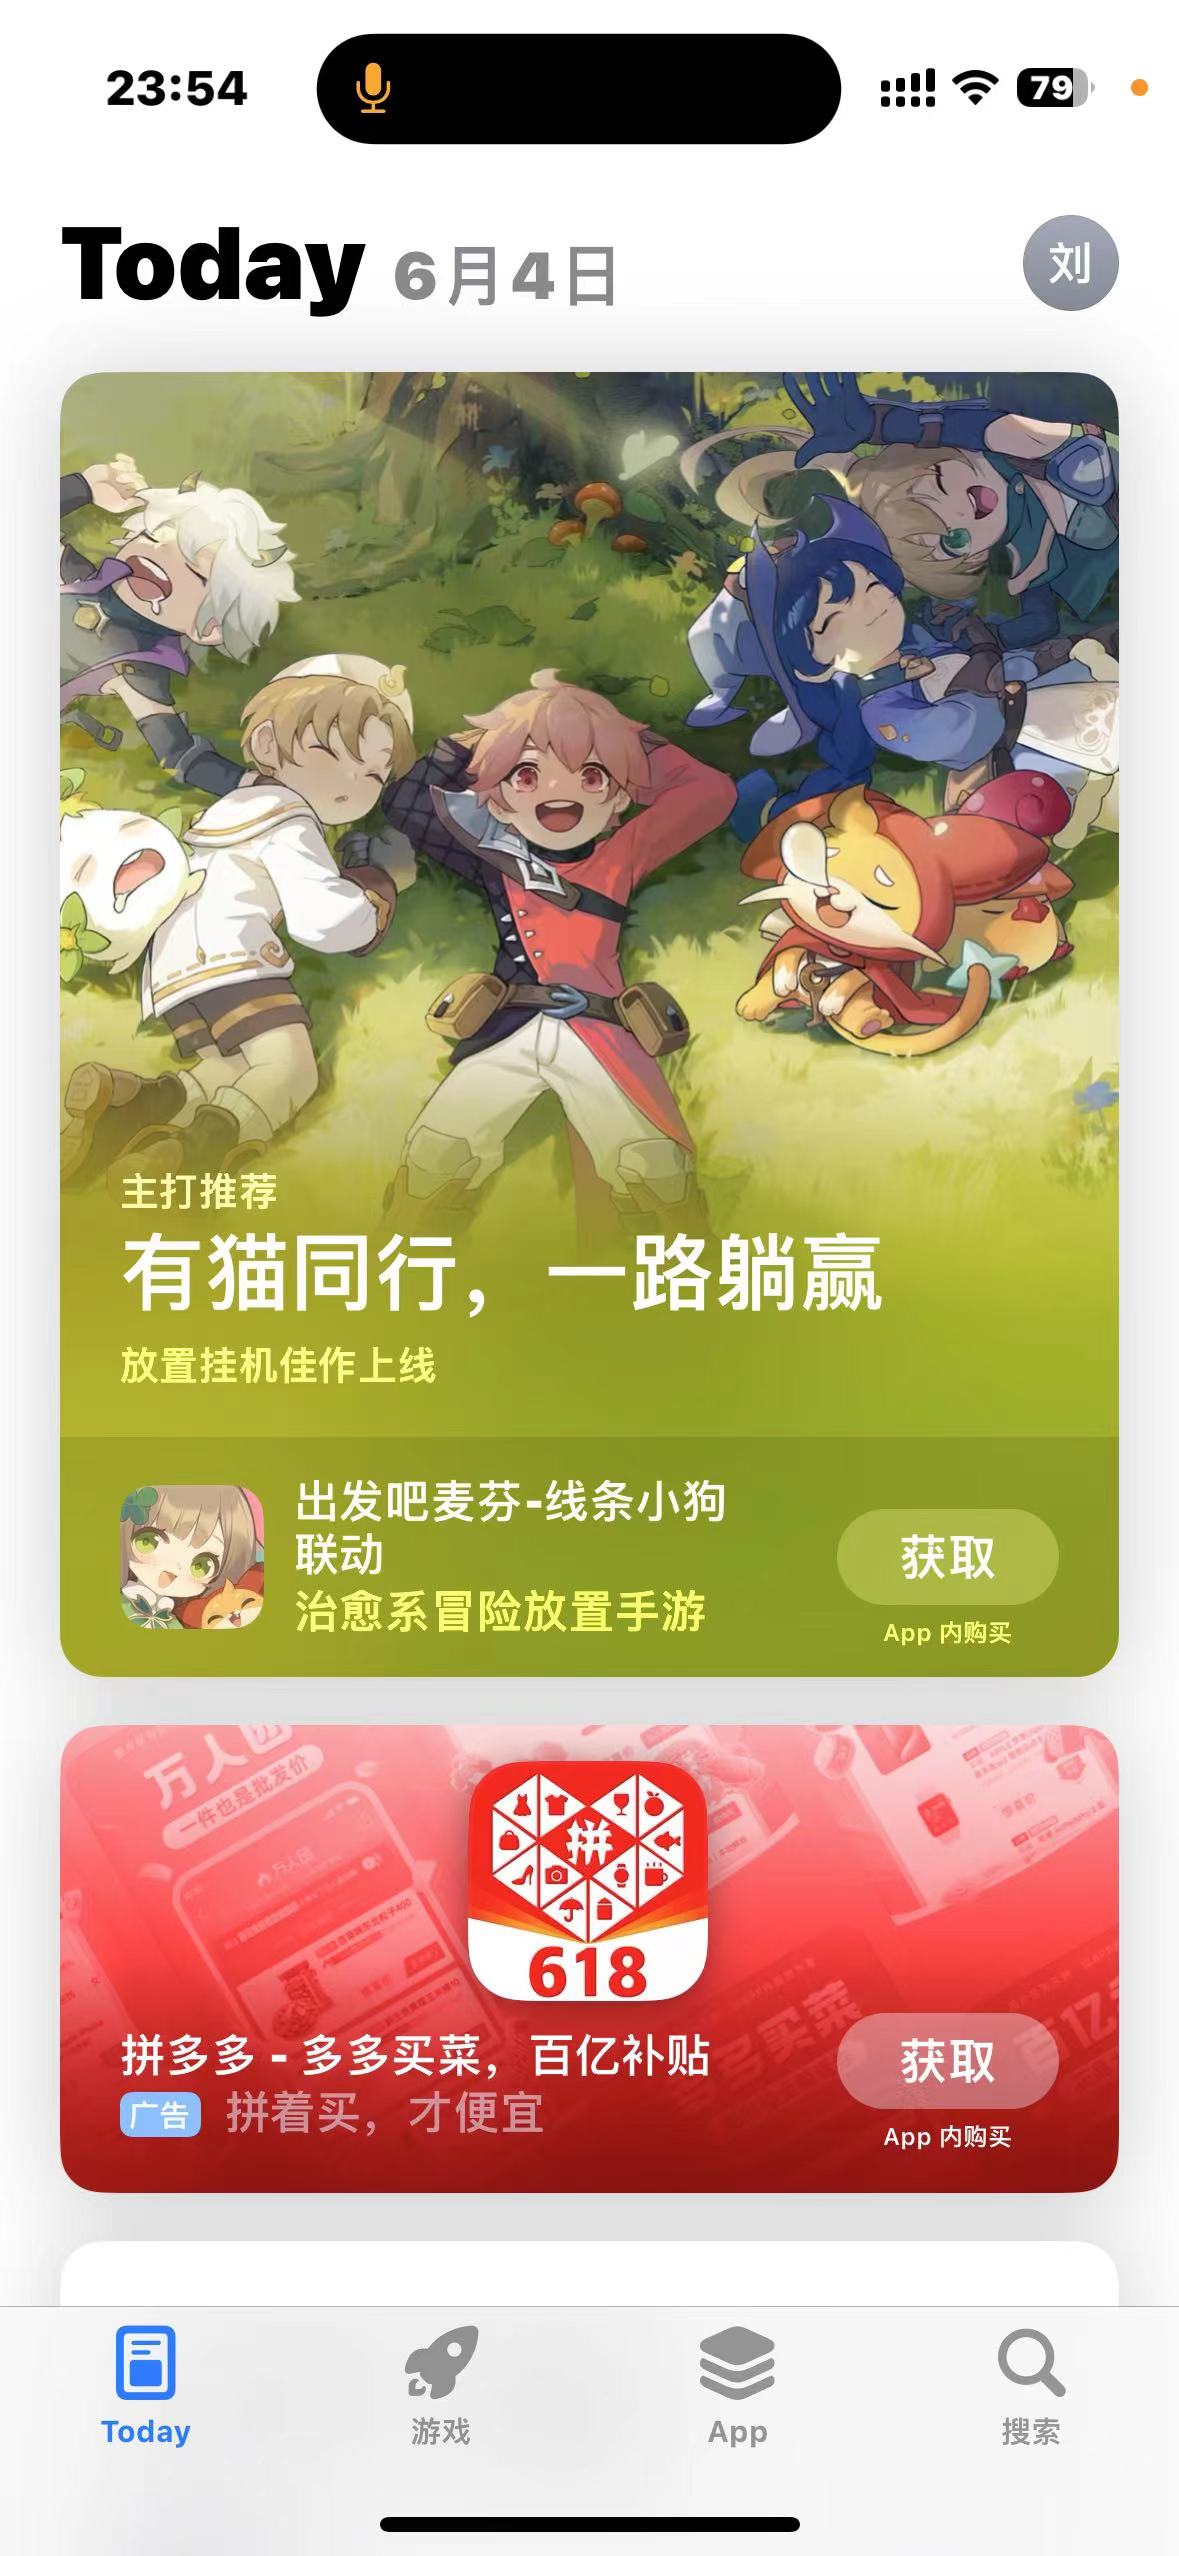 23:54
79
Today 6月4日
刘
主打推荐
有猫同行，一路躺赢
放置挂机佳作上线
出发吧麦芬-线条小狗
联动
治愈系冒险放置手游
获取
App 内购买
万人团
一件也是批发价
万人团
拼
618
拼多多 - 多多买菜，百亿补贴
广告 拼着买，才便宜
获取
App 内购买
Today
游戏
App
搜索